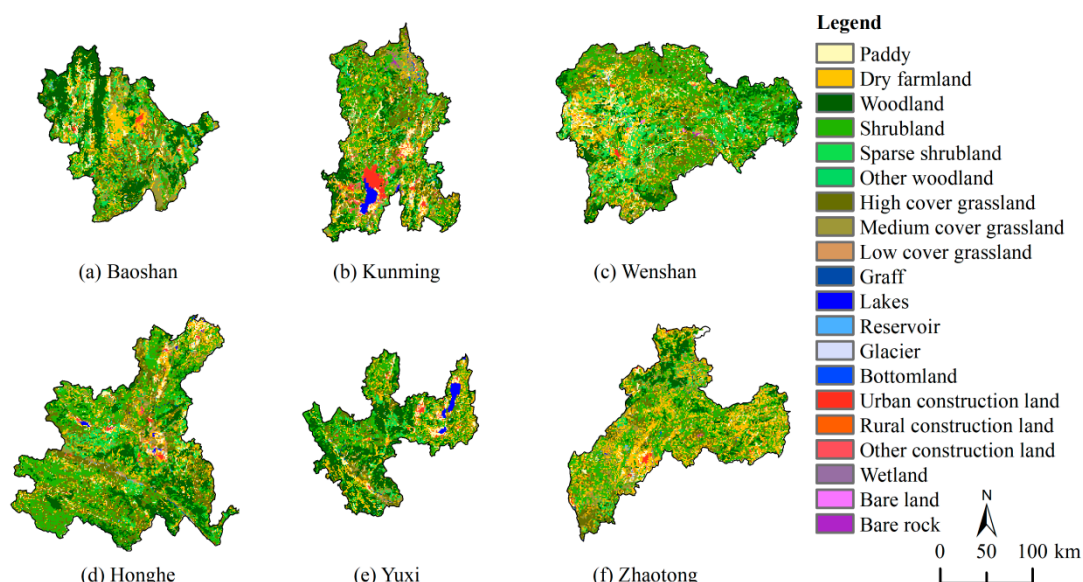 Legend
Paddy
Dry farmland
Woodland
Shrubland
Sparse shrubland
Other woodland
High cover grassland
Medium cover grassland
Low cover grassland
Graff
Lakes
Reservoir
Glacier
Bottomland
Urban construction land
Rural construction land
Other construction land
Wetland
Bare land
Bare rock
(a) Baoshan
(b) Kunming
(c) Wenshan
(d) Honghe
(e) Yuxi
(f) Zhaotong
N
0 50 100 km